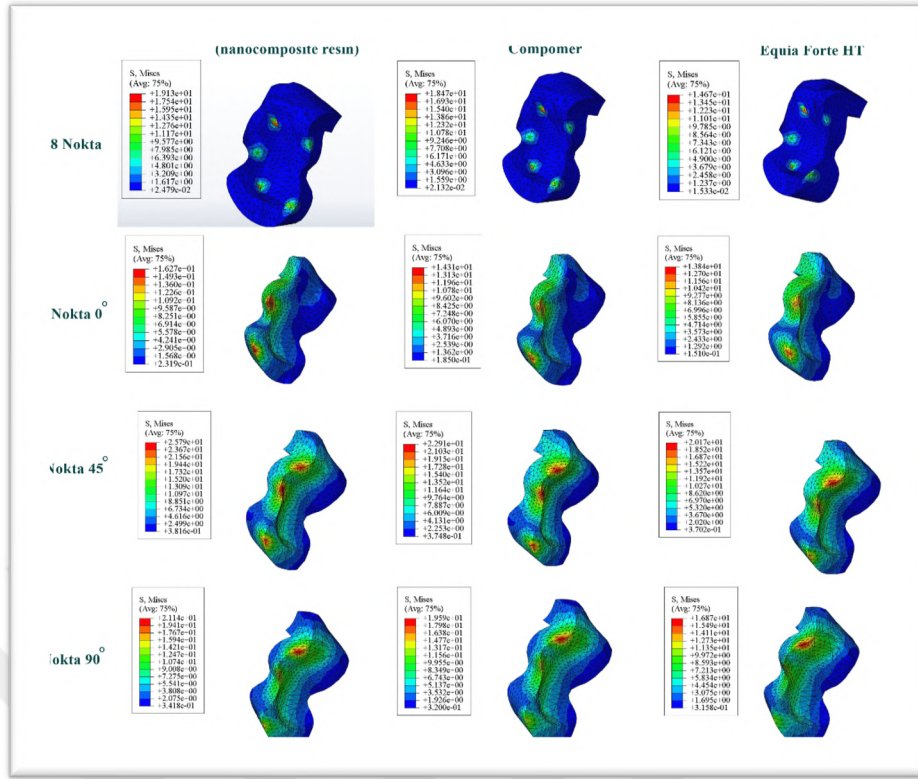 (nanocomposite resin) Compomer Equia Forte HT
8 Nokta
S, Mises
(Avg: 75%)
+1.913e+01
+1.754e+01
+1.595e+01
+1.435e+01
+1.276e+01
+1.117e+01
+9.577e+00
+7.985e+00
+6.393e+00
+4.801e+00
+3.209e+00
+1.617e+00
+2.479e-02
S, Mises
(Avg: 75%)
+1.847e+01
+1.693e+01
+1.540e+01
+1.386e+01
+1.232e+01
+1.078e+01
+9.246e+00
+7.708e+00
+6.171e+00
+4.633e+00
+3.096e+00
+1.559e+00
+2.132e-02
S, Mises
(Avg: 75%)
+1.467e+01
+1.345e+01
+1.223e+01
+1.101e+01
+9.785e+00
+8.564e+00
+7.343e+00
+6.121e+00
+4.900e+00
+3.679e+00
+2.458e+00
+1.237e+00
+1.533e-02
Nokta 0°
S, Mises
(Avg: 75%)
+1.627e+01
+1.493e+01
+1.360e+01
+1.226e+01
+1.092e+01
+9.587e+00
+8.251e+00
+6.914e+00
+5.578e+00
+4.241e+00
+2.905e+00
+1.568e+00
+2.319e-01
S, Mises
(Avg: 75%)
+1.431e+01
+1.313e+01
+1.196e+01
+1.078e+01
+9.602e+00
+8.425e+00
+7.248e+00
+6.070e+00
+4.893e+00
+3.716e+00
+2.539e+00
+1.362e+00
+1.850e-01
S, Mises
(Avg: 75%)
+1.384e+01
+1.270e+01
+1.156e+01
+1.042e+01
+9.277e+00
+8.136e+00
+6.996e+00
+5.855e+00
+4.714e+00
+3.573e+00
+2.433e+00
+1.292e+00
+1.510e-01
Nokta 45°
S, Mises
(Avg: 75%)
+2.579e+01
+2.367e+01
+2.156e+01
+1.944e+01
+1.732e+01
+1.520e+01
+1.309e+01
+1.097e+01
+8.851e+00
+6.734e+00
+4.616e+00
+2.499e+00
+3.816e-01
S, Mises
(Avg: 75%)
+2.291e+01
+2.103e+01
+1.915e+01
+1.728e+01
+1.540e+01
+1.352e+01
+1.164e+01
+9.764e+00
+7.887e+00
+6.009e+00
+4.131e+00
+2.253e+00
+3.748e-01
S, Mises
(Avg: 75%)
+2.017e+01
+1.852e+01
+1.687e+01
+1.522e+01
+1.357e+01
+1.192e+01
+1.027e+01
+8.620e+00
+6.970e+00
+5.320e+00
+3.670e+00
+2.020e+00
+3.702e-01
Nokta 90°
S, Mises
(Avg: 75%)
+2.114e+01
+1.941e+01
+1.767e+01
+1.594e+01
+1.421e+01
+1.247e+01
+1.074e+01
+9.008e+00
+7.275e+00
+5.541e+00
+3.808e+00
+2.075e+00
+3.418e-01
S, Mises
(Avg: 75%)
+1.959e+01
+1.798e+01
+1.638e+01
+1.477e+01
+1.317e+01
+1.156e+01
+9.955e+00
+8.349e+00
+6.743e+00
+5.137e+00
+3.532e+00
+1.926e+00
+3.200e-01
S, Mises
(Avg: 75%)
+1.687e+01
+1.549e+01
+1.411e+01
+1.273e+01
+1.135e+01
+9.972e+00
+8.593e+00
+7.213e+00
+5.834e+00
+4.454e+00
+3.075e+00
+1.695e+00
+3.158e-01